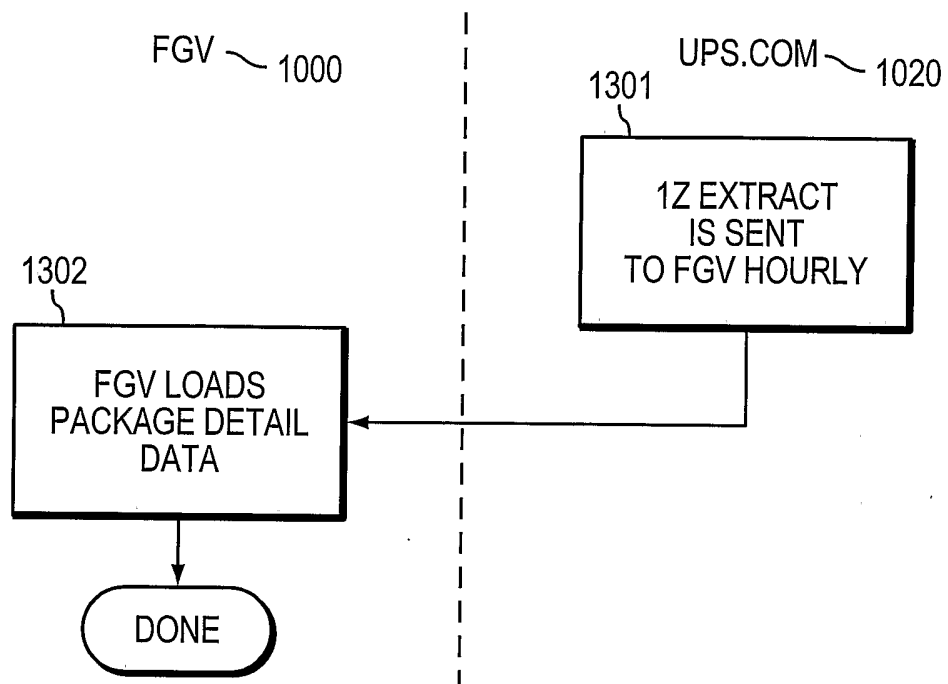 FGV 1000
UPS.COM 1020
1301
1Z EXTRACT
IS SENT
TO FGV HOURLY
1302
FGV LOADS
PACKAGE DETAIL
DATA
DONE